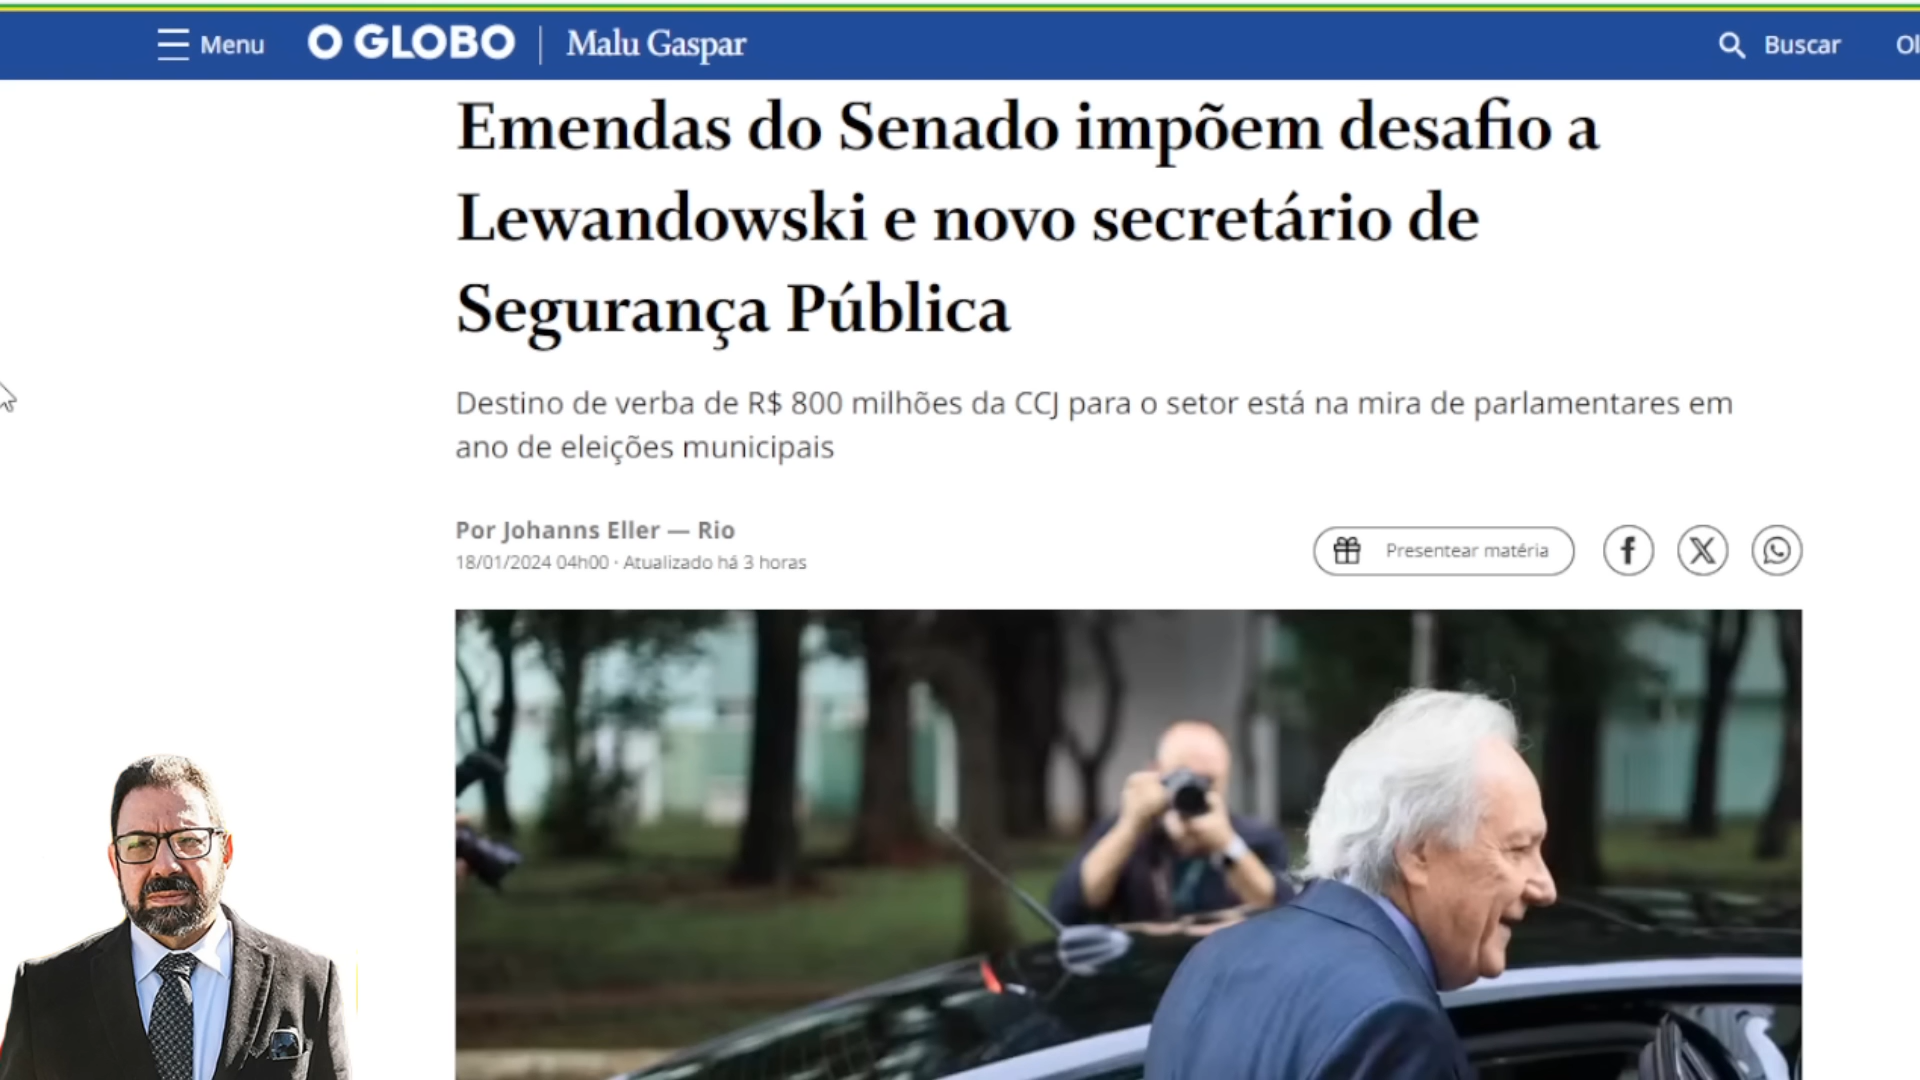 Menu
O GLOBO
Malu Gaspar
Buscar
Ol
Emendas do Senado impõem desafio a
Lewandowski e novo secretário de
Segurança Pública
Destino de verba de R$ 800 milhões da CCJ para o setor está na mira de parlamentares em
ano de eleições municipais
Por Johanns Eller — Rio
18/01/2024 04h00 · Atualizado há 3 horas
Presentear matéria